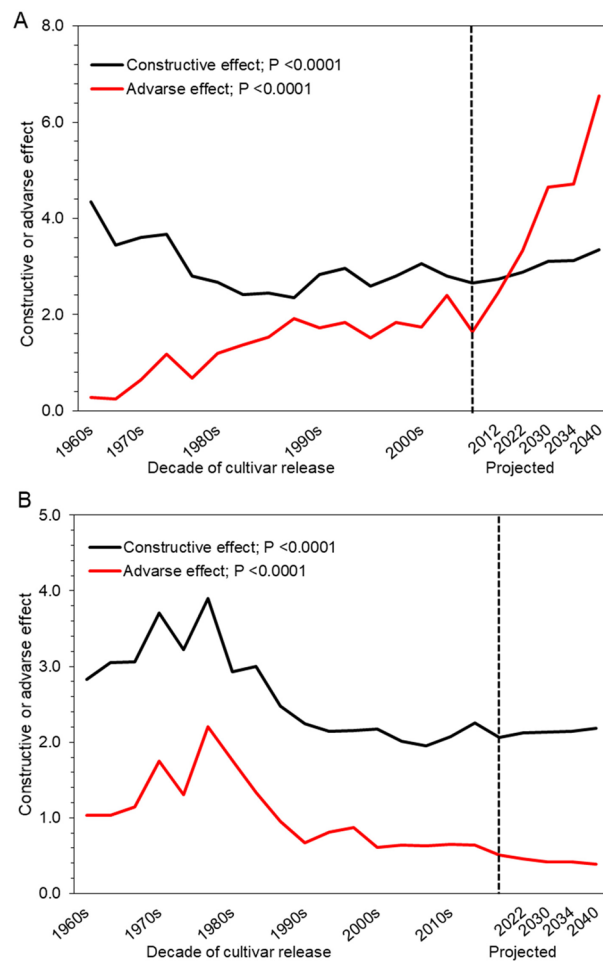 A
8.0
Constructive effect; P <0.0001
Advarse effect; P <0.0001
6.0
4.0
2.0
0.0
Constructive or advarse effect
1960s 1970s 1980s 1990s 2000s 2012 2022 2030 2034 2040
Decade of cultivar release Projected
B
5.0
Constructive effect; P <0.0001
Advarse effect; P <0.0001
4.0
3.0
2.0
1.0
0.0
Constructive or advarse effect
1960s 1970s 1980s 1990s 2000s 2010s 2022 2030 2034 2040
Decade of cultivar release Projected